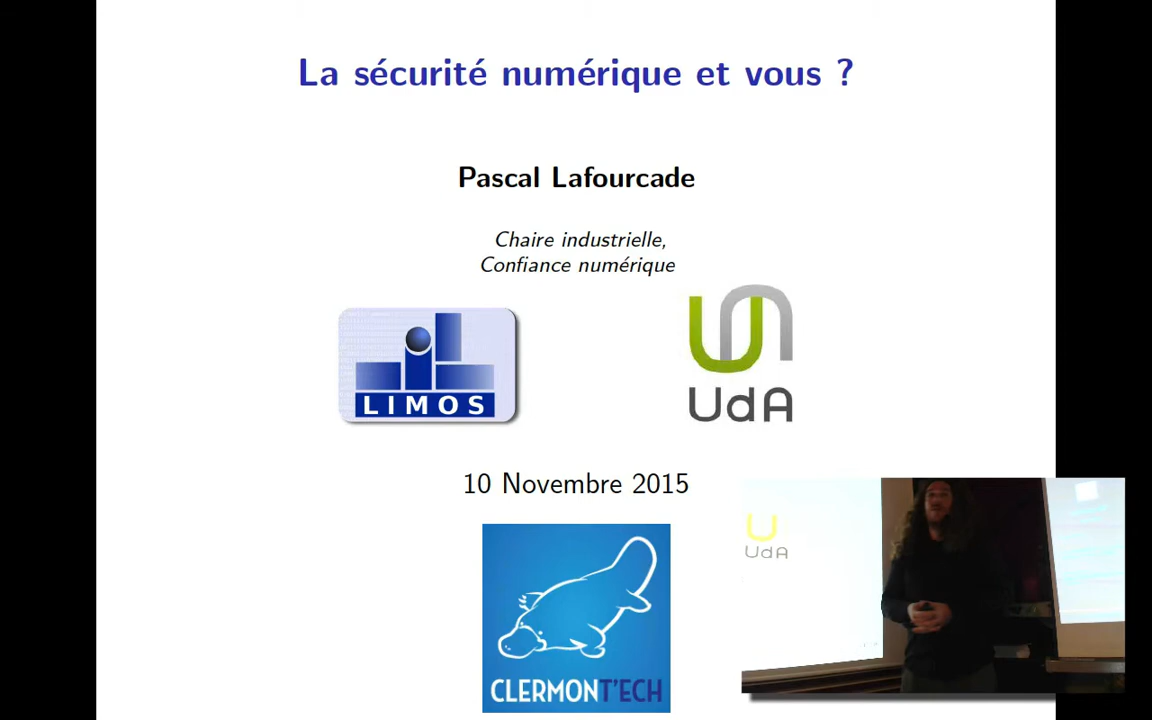 La sécurité numérique et vous ?
Pascal Lafourcade
Chaire industrielle,
Confiance numérique
LIMOS
UdA
10 Novembre 2015
UdA
CLERMONT'ECH